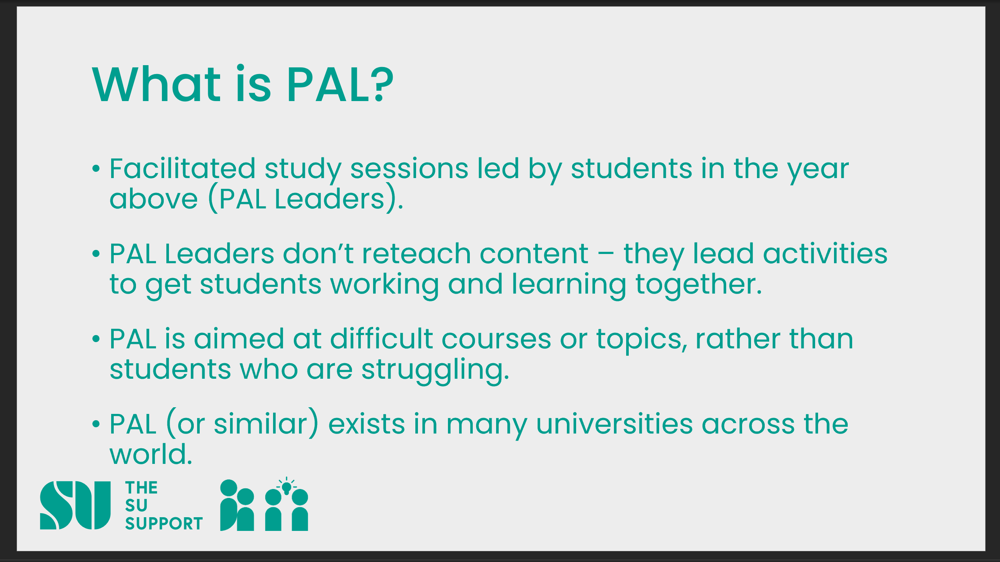 What is PAL?
• Facilitated study sessions led by students in the year
above (PAL Leaders).
• PAL Leaders don’t reteach content – they lead activities
to get students working and learning together.
• PAL is aimed at difficult courses or topics, rather than
students who are struggling.
• PAL (or similar) exists in many universities across the
world.
SU
THE
SU
SUPPORT